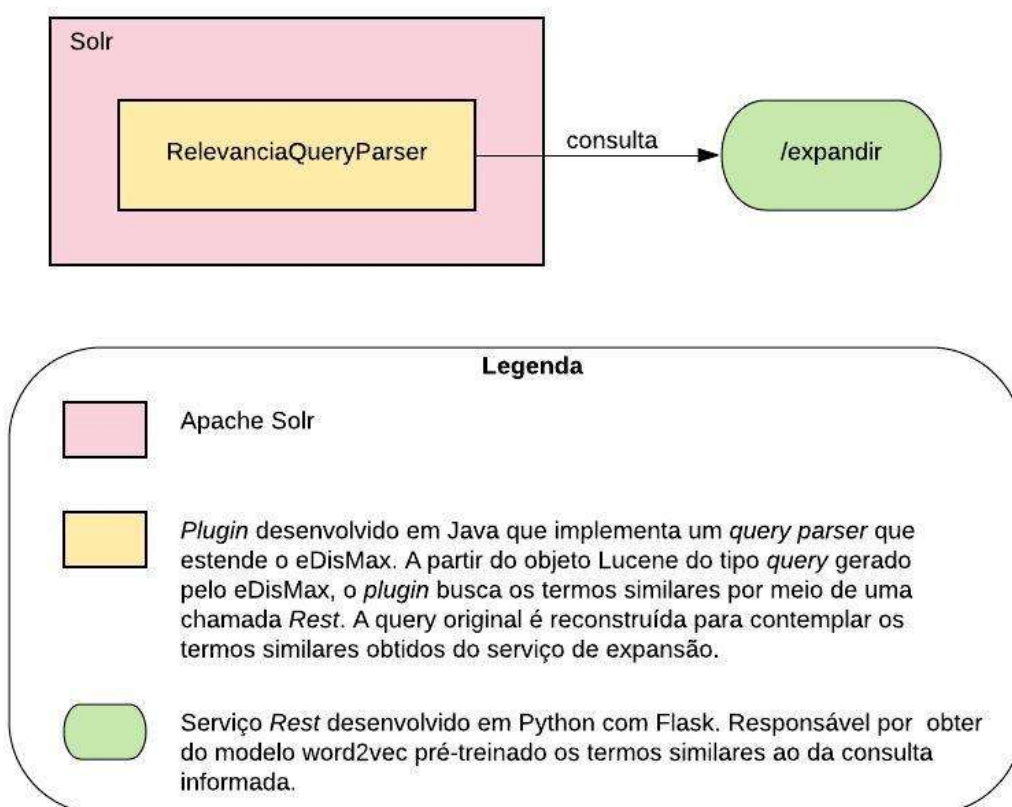 Solr
RelevanciaQueryParser
consulta
/expandir
Legenda
Apache Solr
Plugin desenvolvido em Java que implementa um query parser que
estende o eDisMax. A partir do objeto Lucene do tipo query gerado
pelo eDisMax, o plugin busca os termos similares por meio de uma
chamada Rest. A query original é reconstruída para contemplar os
termos similares obtidos do serviço de expansão.
Serviço Rest desenvolvido em Python com Flask. Responsável por obter
do modelo word2vec pré-treinado os termos similares ao da consulta
informada.